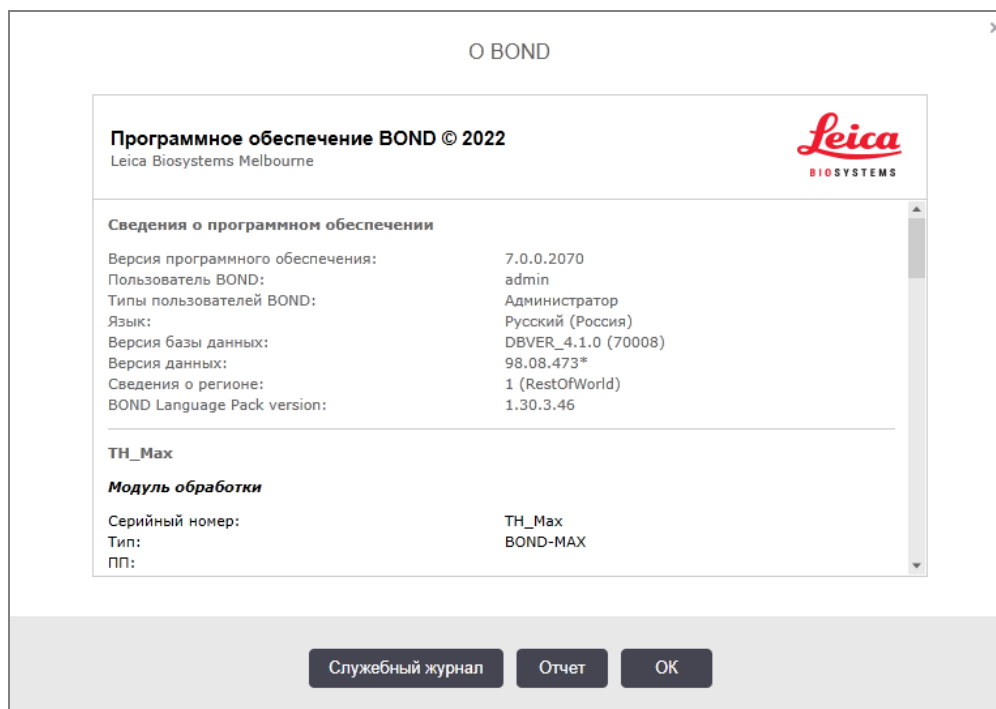 О BOND
Программное обеспечение BOND © 2022
Leica Biosystems Melbourne
Leica
BIOSYSTEMS
Сведения о программном обеспечении
Версия программного обеспечения: 7.0.0.2070
Пользователь BOND: admin
Типы пользователей BOND: Администратор
Язык: Русский (Россия)
Версия базы данных: DBVER_4.1.0 (70008)
Версия данных: 98.08.473*
Сведения о регионе: 1 (RestOfWorld)
BOND Language Pack version: 1.30.3.46
TH_Max
Модуль обработки
Серийный номер: TH_Max
Тип: BOND-MAX
ПП:
Служебный журнал Отчет ОК